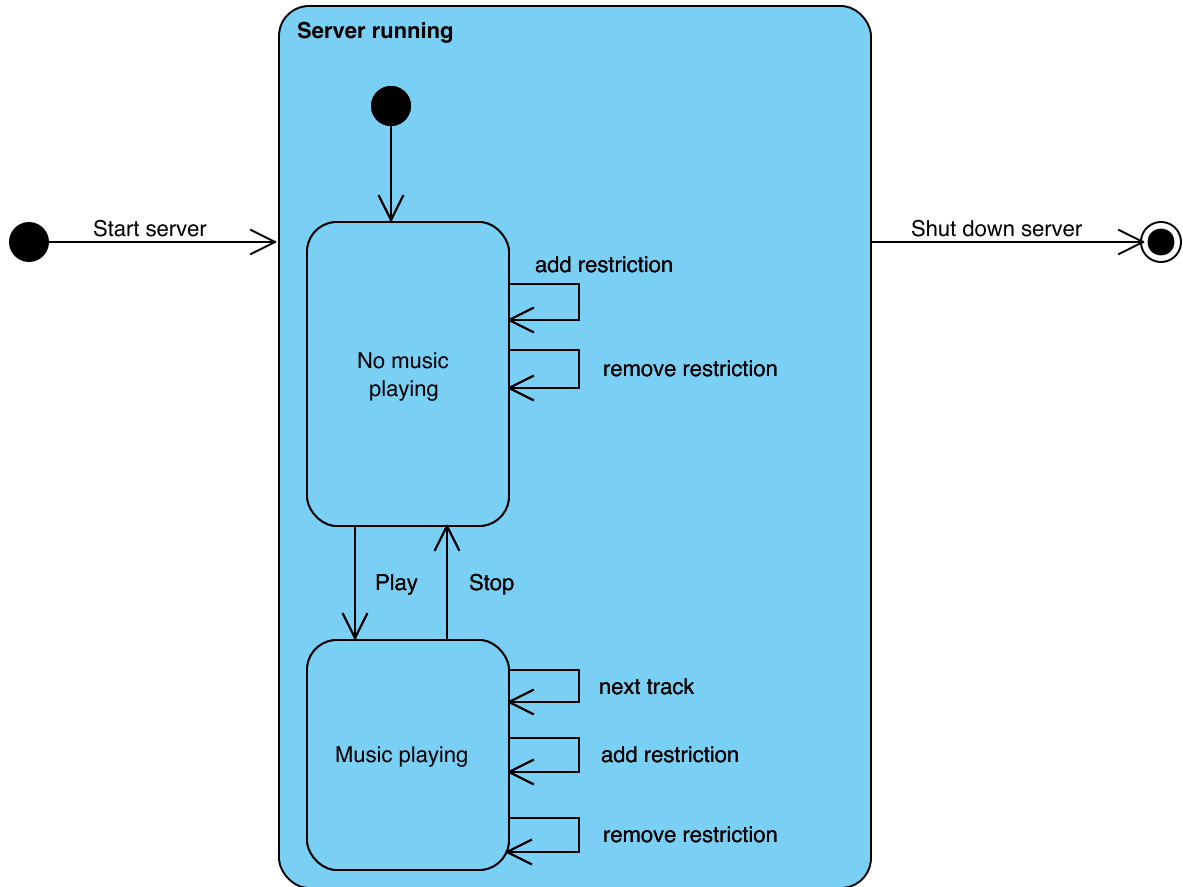 Server running
Start server
Shut down server
add restriction
No music
playing
remove restriction
Play
Stop
next track
Music playing
add restriction
remove restriction